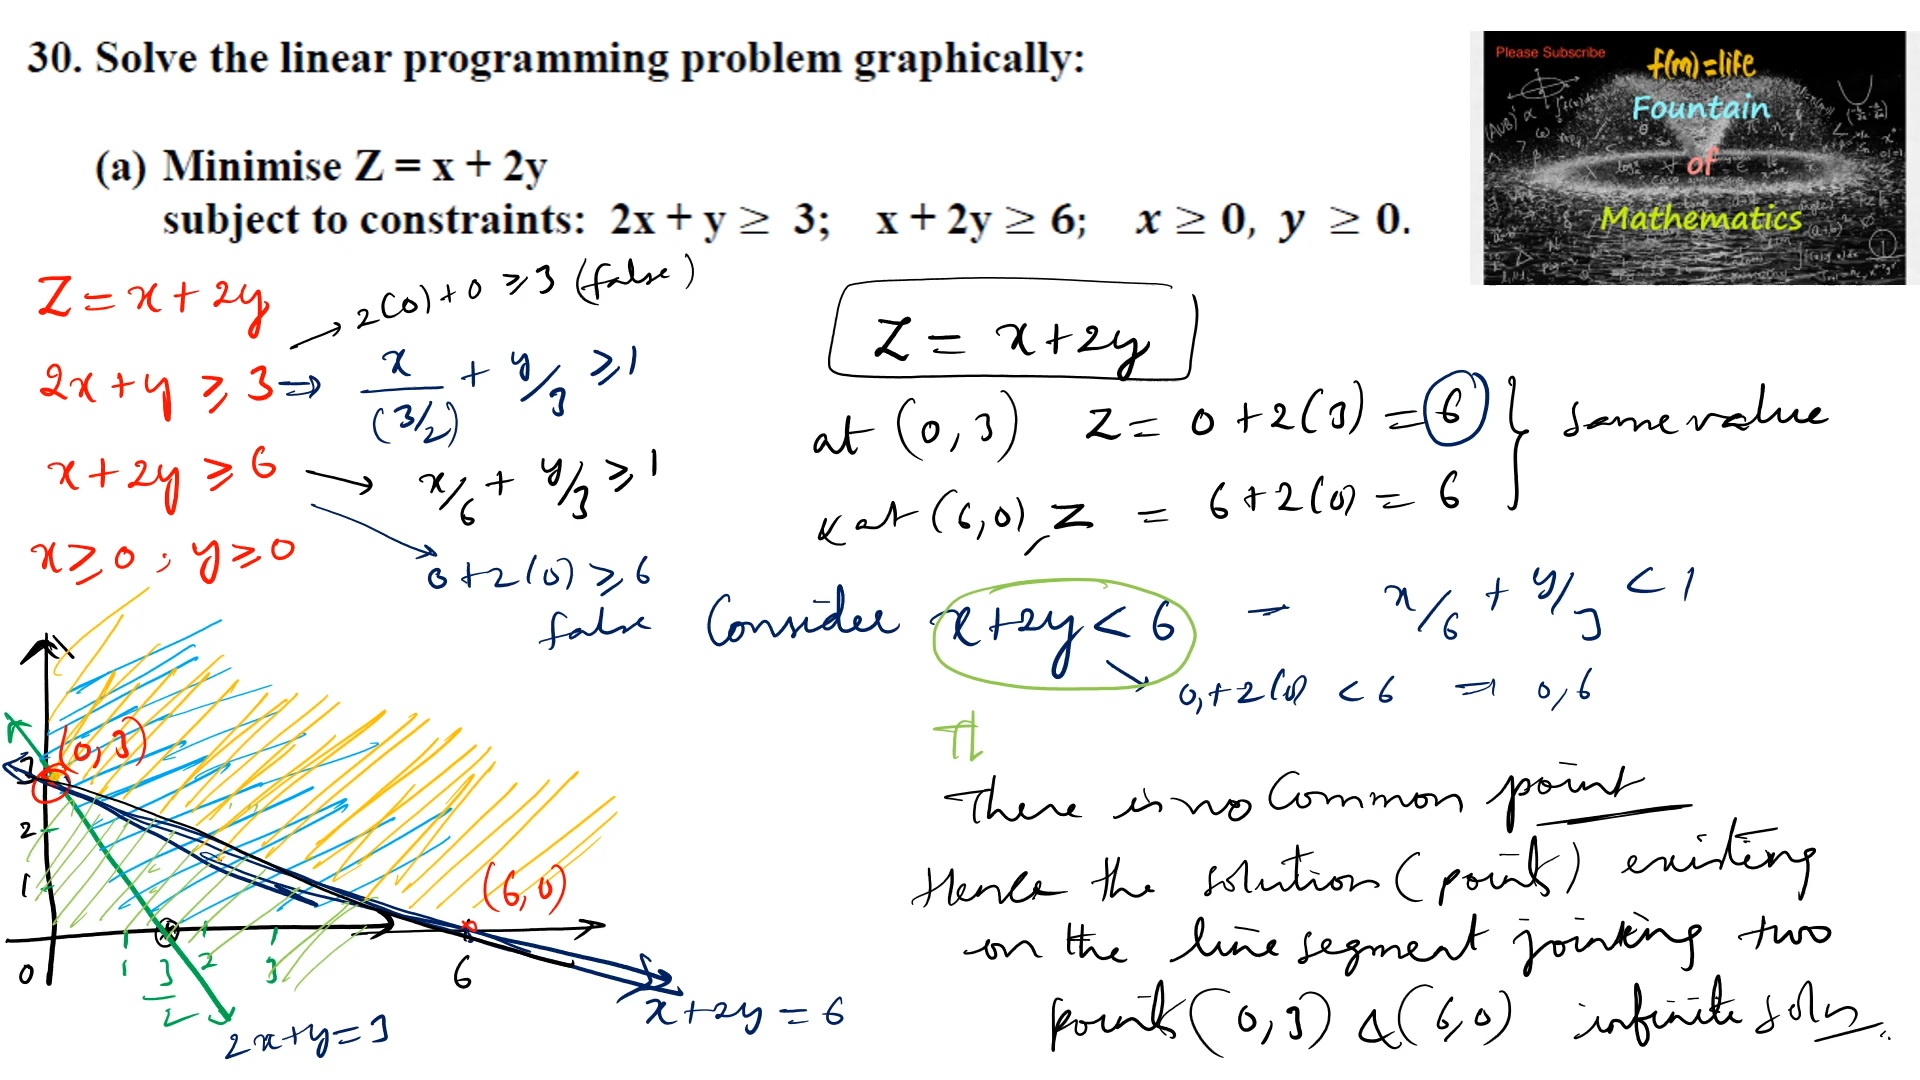 30. Solve the linear programming problem graphically:
(a) Minimise Z = x + 2y
subject to constraints: 2x + y ≥ 3; x + 2y ≥ 6; x ≥ 0, y ≥ 0.
Please Subscribe
f(m)=life
Fountain
of
Mathematics
Z = x + 2y
→ 2(0) + 0 ≥ 3 (false)
2x + y ≥ 3 ⇒ x/(3/2) + y/3 ≥ 1
x + 2y ≥ 6 → x/6 + y/3 ≥ 1
0 + 2(0) ≥ 6
false
x ≥ 0 ; y ≥ 0
Z = x + 2y
at (0,3) Z = 0 + 2(3) = 6 } same value
& at (6,0), Z = 6 + 2(0) = 6
Consider x + 2y < 6 → x/6 + y/3 < 1
0 + 2(0) < 6 ⇒ 0,6
There is no Common point
Hence the solution (points) existing
on the line segment joining two
points (0,3) & (6,0) infinite solns.
(0,3)
3
2
1
(6,0)
0
1
3/2
2
3
6
x + 2y = 6
2x + y = 3